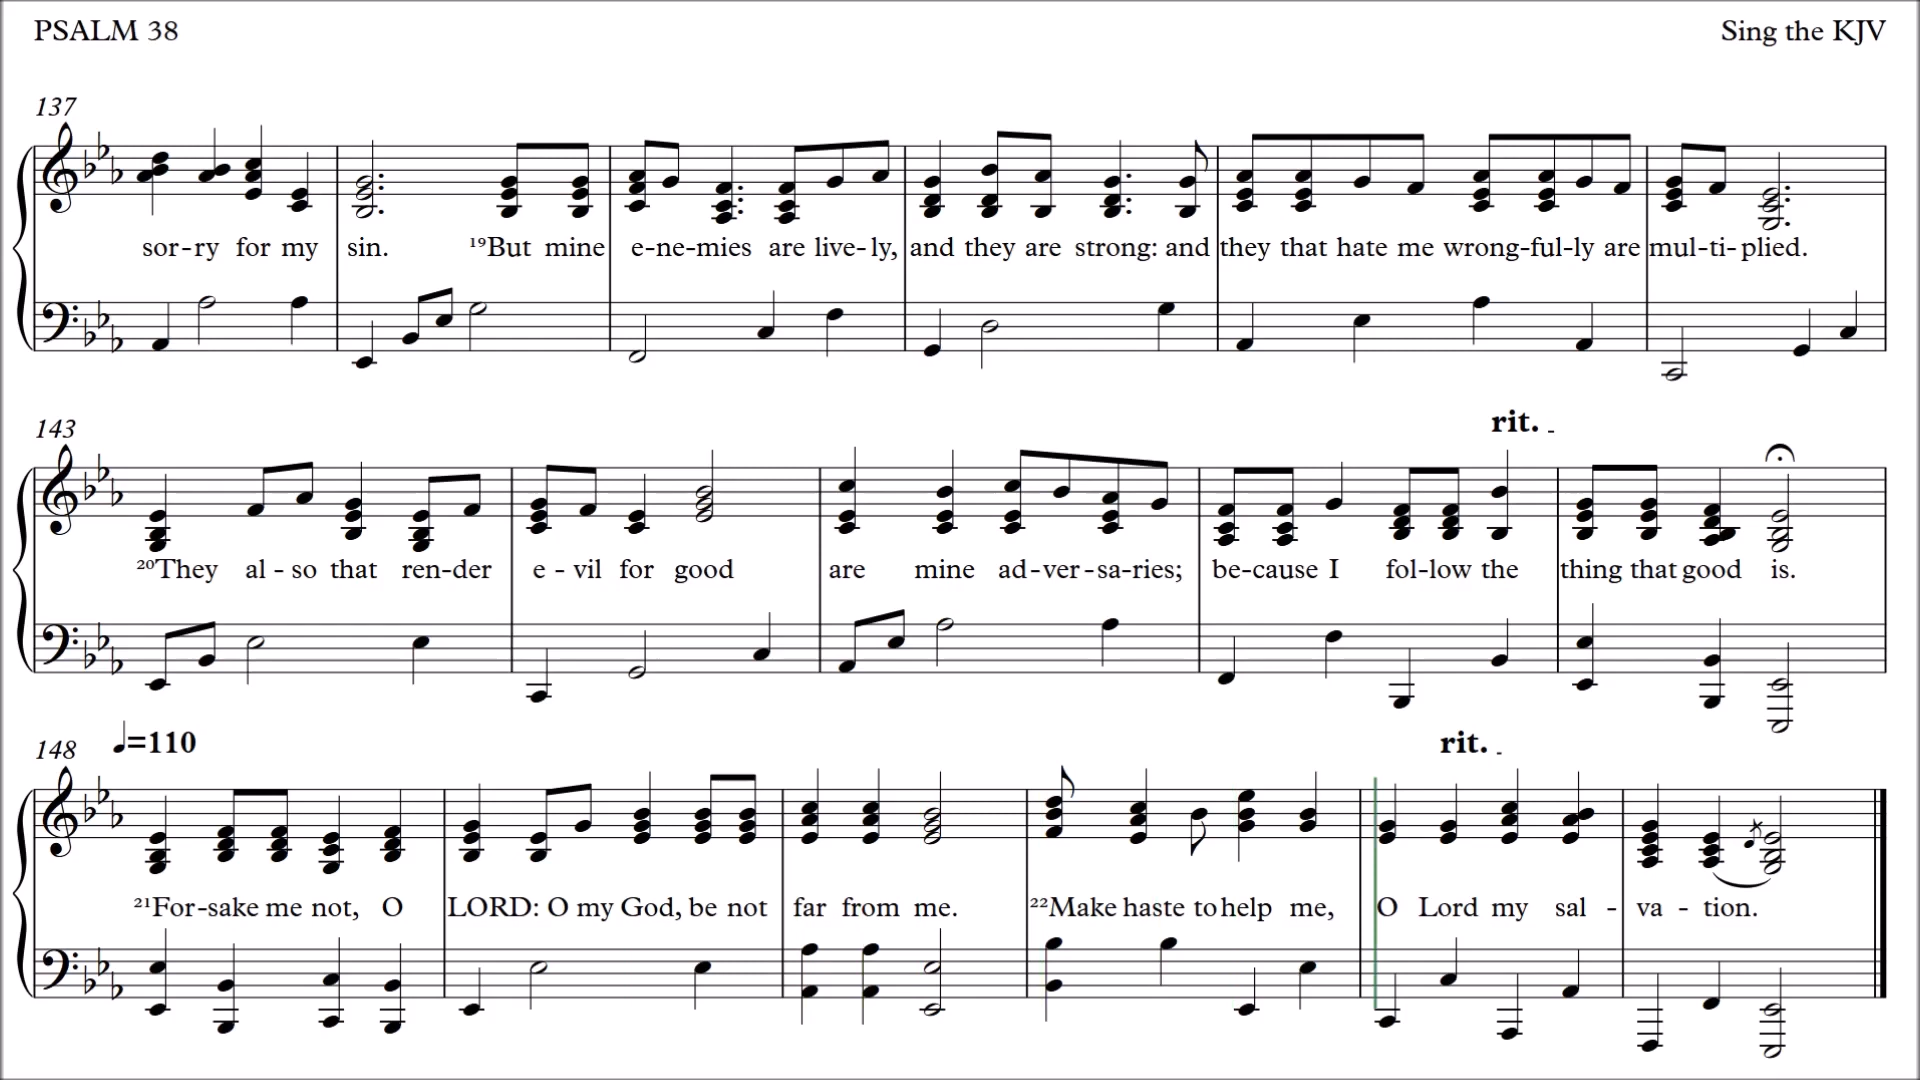 PSALM 38
Sing the KJV
137
sor-ry for my sin. ¹⁹But mine e-ne-mies are live-ly, and they are strong: and they that hate me wrong-ful-ly are mul-ti-plied.
143
rit.
²⁰They al-so that ren-der e-vil for good are mine ad-ver-sa-ries; be-cause I fol-low the thing that good is.
148 ♩=110
rit.
²¹For-sake me not, O LORD: O my God, be not far from me. ²²Make haste to help me, O Lord my sal-va-tion.